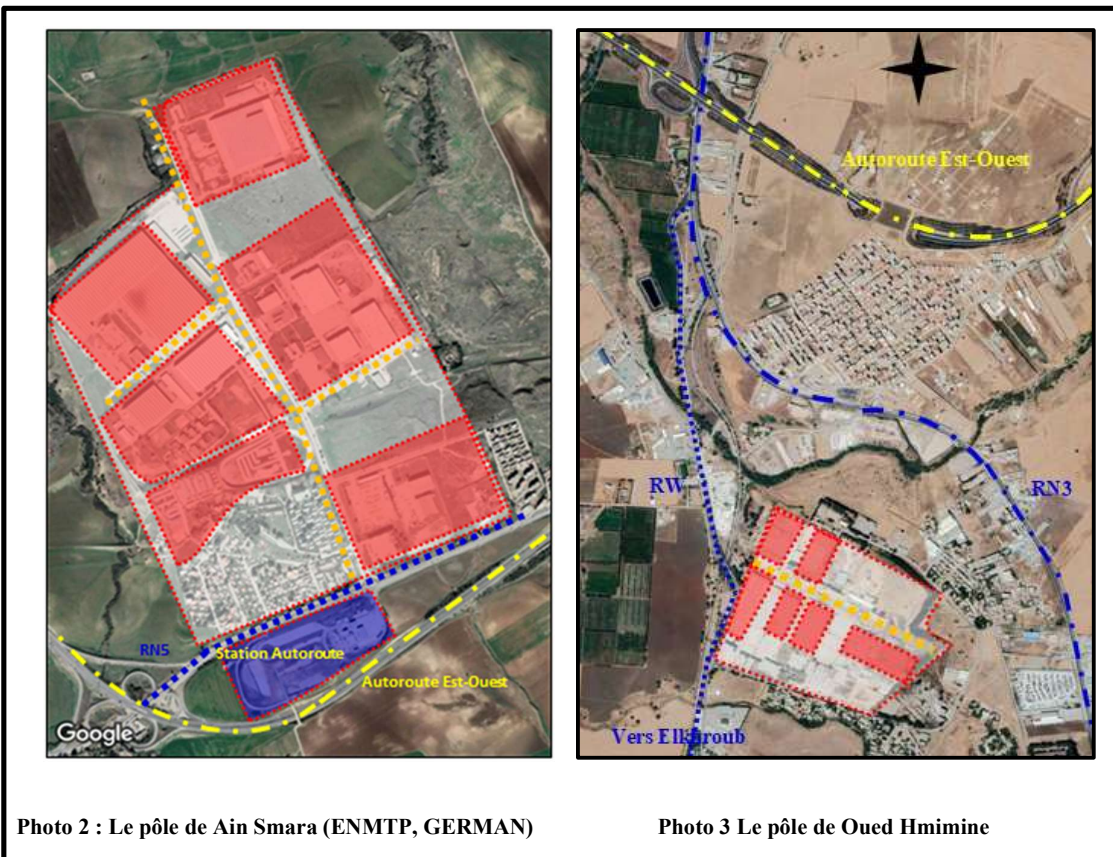 RN5
Station Autoroute
Autoroute Est-Ouest
Google
Autoroute Est-Ouest
RW
RN3
Vers Elkhroub
Photo 2 : Le pôle de Ain Smara (ENMTP, GERMAN)
Photo 3 Le pôle de Oued Hmimine